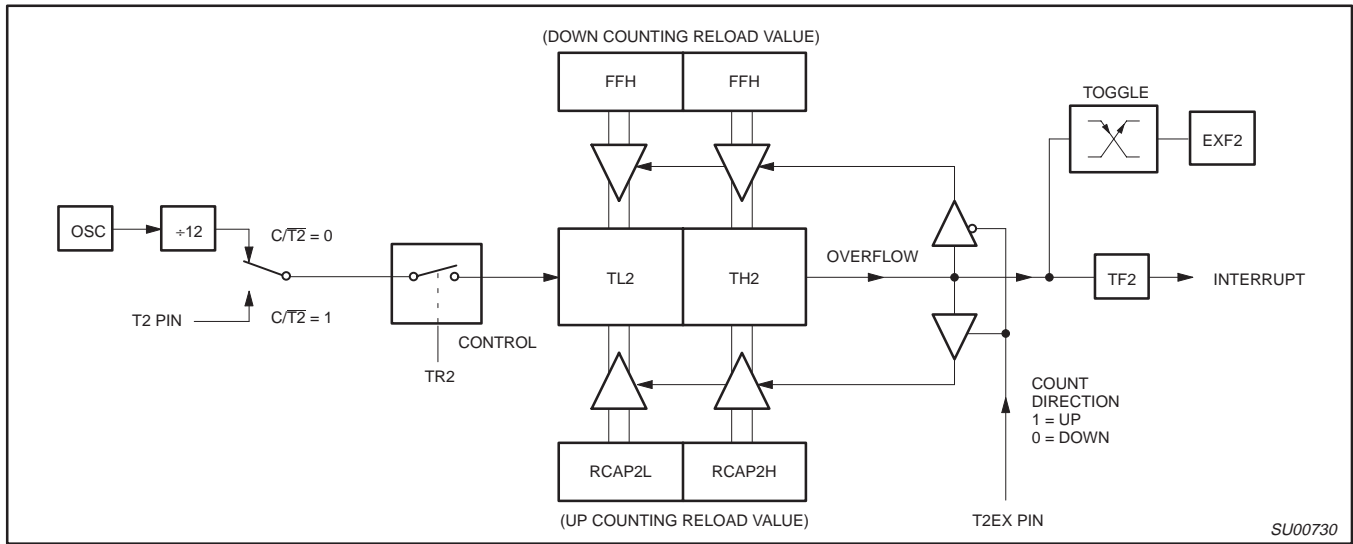 (DOWN COUNTING RELOAD VALUE)
FFH
FFH
TOGGLE
EXF2
OSC
÷12
C/T2̅ = 0
OVERFLOW
TL2
TH2
TF2
INTERRUPT
T2 PIN
C/T2̅ = 1
CONTROL
TR2
COUNT
DIRECTION
1 = UP
0 = DOWN
RCAP2L
RCAP2H
(UP COUNTING RELOAD VALUE)
T2EX PIN
SU00730